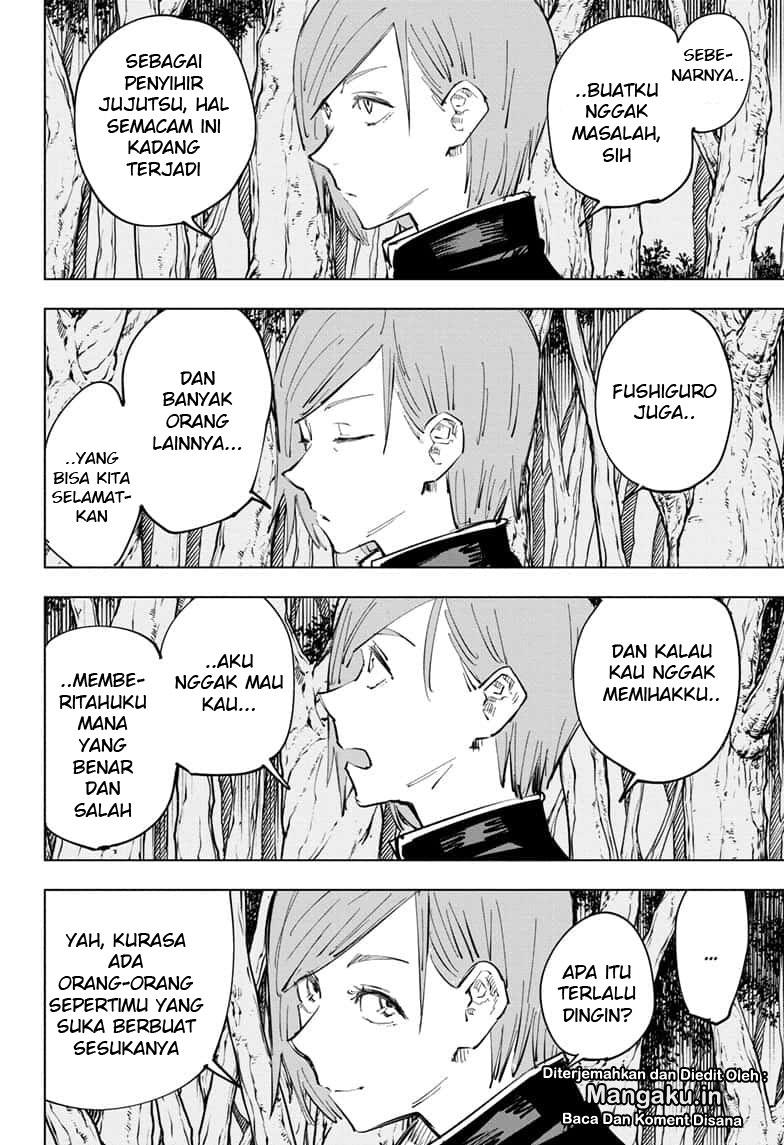 SEBE-
NARNYA..
..BUATKU
NGGAK
MASALAH,
SIH
SEBAGAI
PENYIHIR
JUJUTSU, HAL
SEMACAM INI
KADANG
TERJADI
FUSHIGURO
JUGA..
DAN
BANYAK
ORANG
LAINNYA...
..YANG
BISA KITA
SELAMAT-
KAN
DAN KALAU
KAU NGGAK
MEMIHAKKU..
..AKU
NGGAK MAU
KAU...
..MEMBE-
RITAHUKU
MANA
YANG
BENAR
DAN
SALAH
...
APA ITU
TERLALU
DINGIN?
YAH, KURASA
ADA
ORANG-ORANG
SEPERTIMU YANG
SUKA BERBUAT
SESUKANYA
Diterjemahkan dan Diedit Oleh :
Mangaku.in
Baca Dan Koment Disana